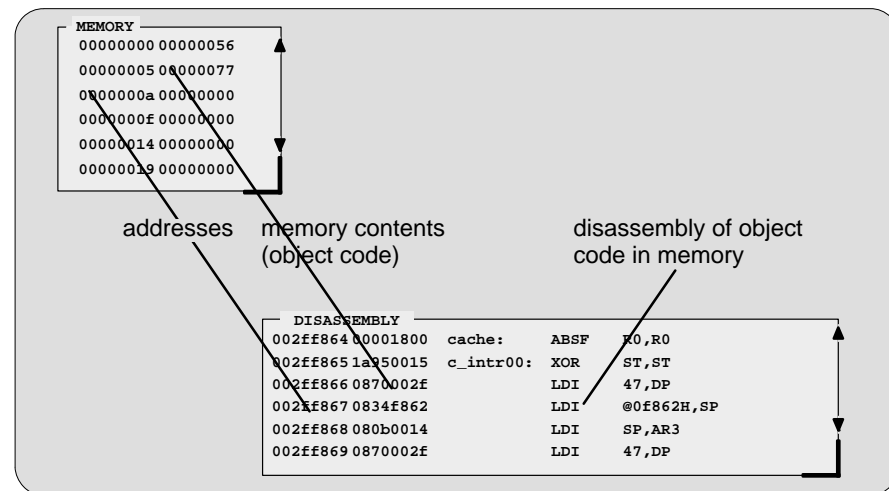 MEMORY
00000000 00000056
00000005 00000077
0000000a 00000000
0000000f 00000000
00000014 00000000
00000019 00000000
addresses memory contents disassembly of object
(object code) code in memory
DISASSEMBLY
002ff864 00001800 cache: ABSF R0,R0
002ff865 1a950015 c_intr00: XOR ST,ST
002ff866 0870002f LDI 47,DP
002ff867 0834f862 LDI @0f862H,SP
002ff868 080b0014 LDI SP,AR3
002ff869 0870002f LDI 47,DP